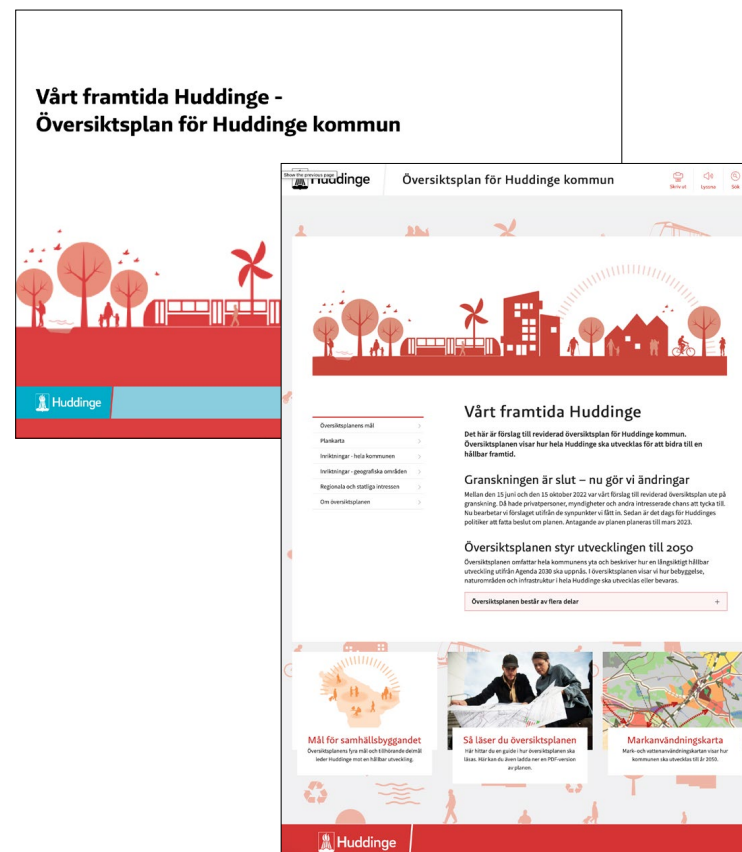 Vårt framtida Huddinge -
Översiktsplan för Huddinge kommun
Huddinge
Show the previous page
Huddinge
Översiktsplan för Huddinge kommun
Skriv ut
Lyssna
Sök
Översiktsplanens mål
Plankarta
Inriktningar - hela kommunen
Inriktningar - geografiska områden
Regionala och statliga intressen
Om översiktsplanen
Vårt framtida Huddinge
Det här är förslag till reviderad översiktsplan för Huddinge kommun.
Översiktsplanen visar hur hela Huddinge ska utvecklas för att bidra till en
hållbar framtid.
Granskningen är slut – nu gör vi ändringar
Mellan den 15 juni och den 15 oktober 2022 var vårt förslag till reviderad översiktsplan ute på
granskning. Då hade privatpersoner, myndigheter och andra intresserade chans att tycka till.
Nu bearbetar vi förslaget utifrån de synpunkter vi fått in. Sedan är det dags för Huddinges
politiker att fatta beslut om planen. Antagande av planen planeras till mars 2023.
Översiktsplanen styr utvecklingen till 2050
Översiktsplanen omfattar hela kommunens yta och beskriver hur en långsiktigt hållbar
utveckling utifrån Agenda 2030 ska uppnås. I översiktsplanen visar vi hur bebyggelse,
naturområden och infrastruktur i hela Huddinge ska utvecklas eller bevaras.
Översiktsplanen består av flera delar +
Mål för samhällsbyggandet
Översiktsplanens fyra mål och tillhörande delmål
leder Huddinge mot en hållbar utveckling.
Så läser du översiktsplanen
Här hittar du en guide i hur översiktsplanen ska
läsas. Här kan du även ladda ner en PDF-version
av planen.
Markanvändningskarta
Mark- och vattenanvändningskartan visar hur
kommunen ska utvecklas till år 2050.
Huddinge